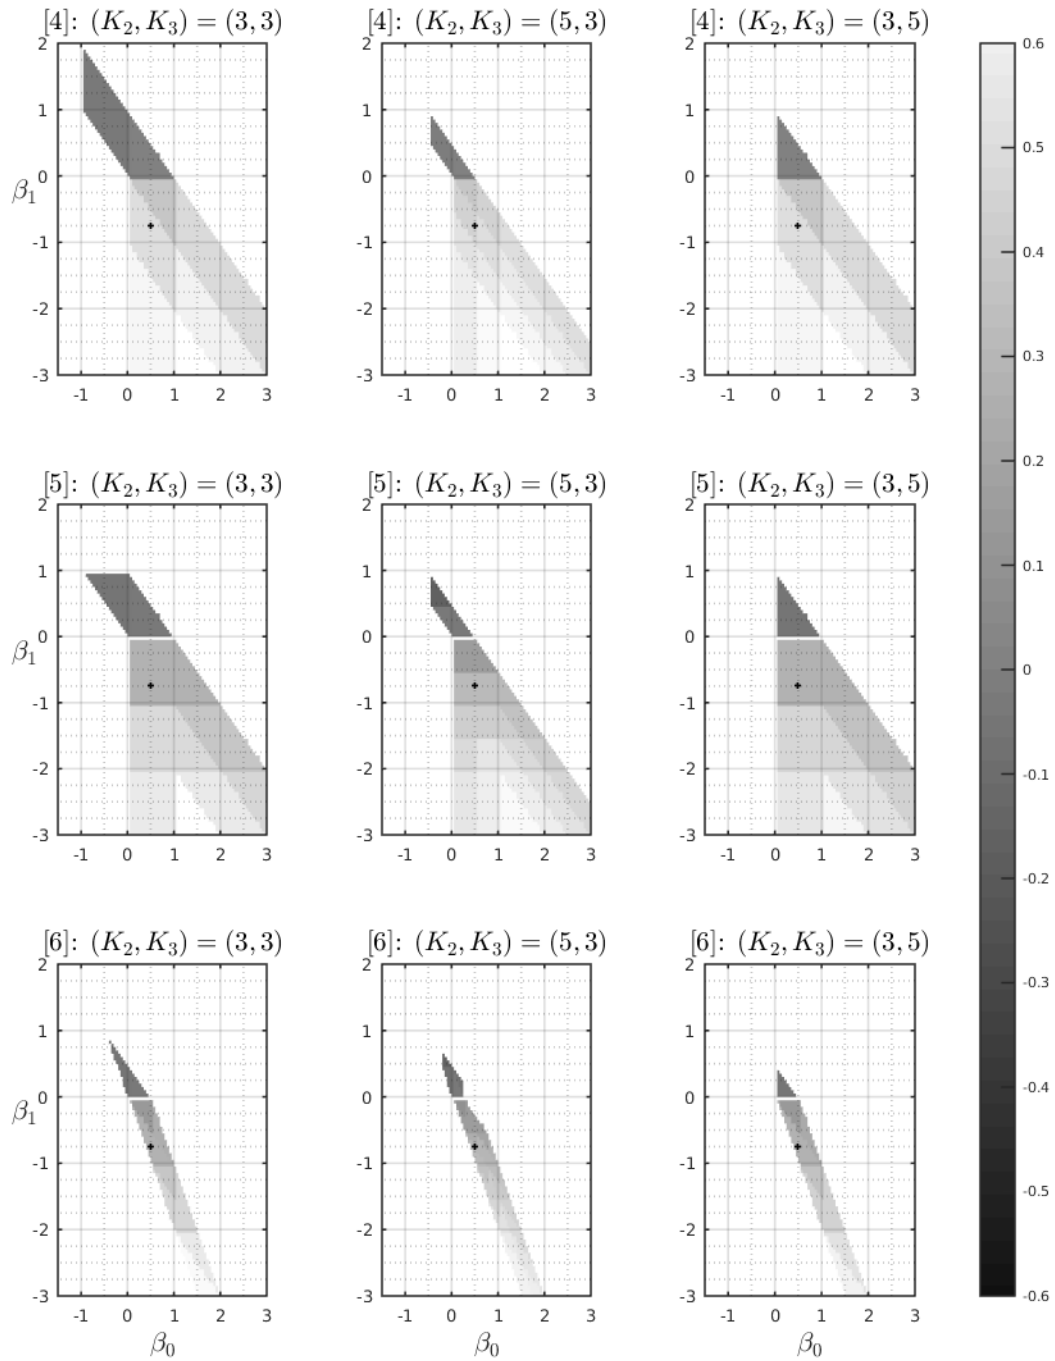 [4]: (K₂, K₃) = (3, 3) [4]: (K₂, K₃) = (5, 3) [4]: (K₂, K₃) = (3, 5)
2 2 2 0.6
1 1 1 0.5
0 0 0 0.4
β₁
-1 -1 -1
-2 -2 -2 0.3
-3 -3 -3
-1 0 1 2 3 -1 0 1 2 3 -1 0 1 2 3
0.2
[5]: (K₂, K₃) = (3, 3) [5]: (K₂, K₃) = (5, 3) [5]: (K₂, K₃) = (3, 5)
2 2 2
1 1 1 0.1
0 0 0 0
β₁
-1 -1 -1
-2 -2 -2 -0.1
-3 -3 -3
-1 0 1 2 3 -1 0 1 2 3 -1 0 1 2 3
-0.2
[6]: (K₂, K₃) = (3, 3) [6]: (K₂, K₃) = (5, 3) [6]: (K₂, K₃) = (3, 5)
2 2 2
1 1 1 -0.3
0 0 0 -0.4
β₁
-1 -1 -1
-2 -2 -2 -0.5
-3 -3 -3 -0.6
-1 0 1 2 3 -1 0 1 2 3 -1 0 1 2 3
β₀ β₀ β₀